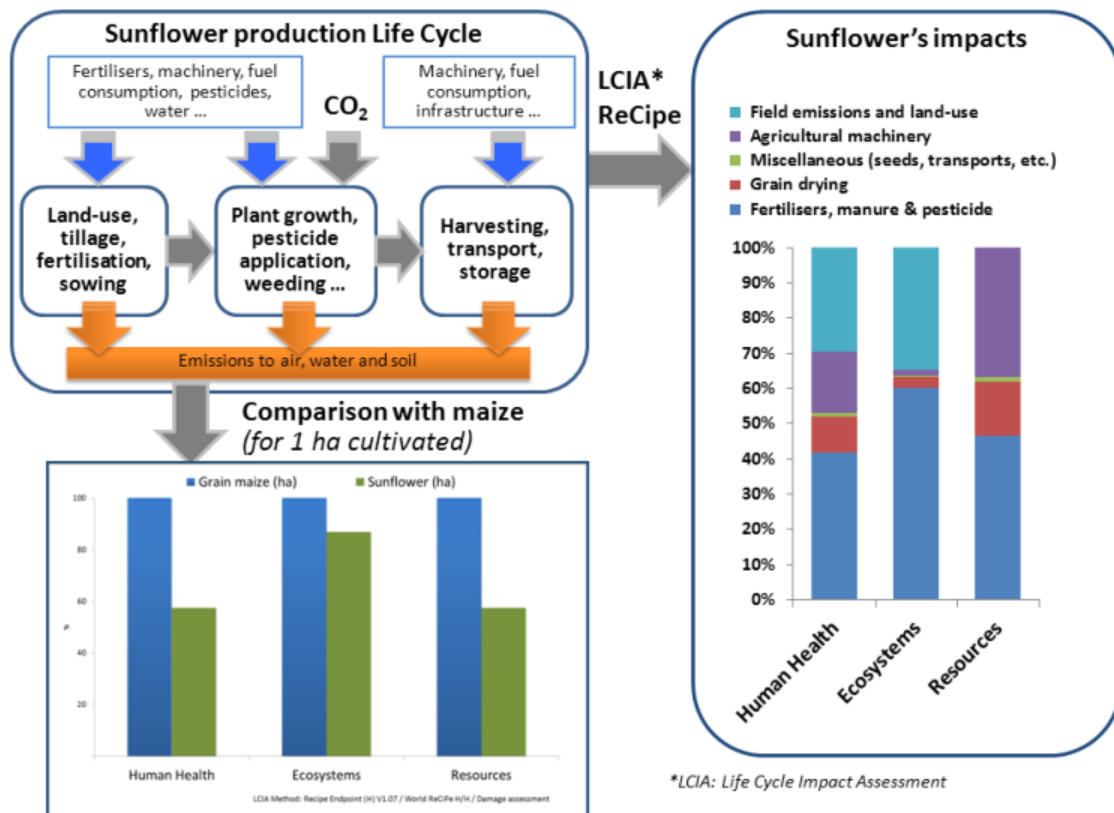 Sunflower production Life Cycle
Fertilisers, machinery, fuel
consumption, pesticides,
water ...
CO2
Machinery, fuel
consumption,
infrastructure ...
Land-use,
tillage,
fertilisation,
sowing
Plant growth,
pesticide
application,
weeding ...
Harvesting,
transport,
storage
Emissions to air, water and soil
LCIA*
ReCipe
Comparison with maize
(for 1 ha cultivated)
Grain maize (ha)
Sunflower (ha)
100
80
60
40
20
%
Human Health
Ecosystems
Resources
LCIA Method: Recipe Endpoint (H) V1.07 / World ReCiPe H/H / Damage assessment
Sunflower's impacts
Field emissions and land-use
Agricultural machinery
Miscellaneous (seeds, transports, etc.)
Grain drying
Fertilisers, manure & pesticide
100%
90%
80%
70%
60%
50%
40%
30%
20%
10%
0%
Human Health
Ecosystems
Resources
*LCIA: Life Cycle Impact Assessment